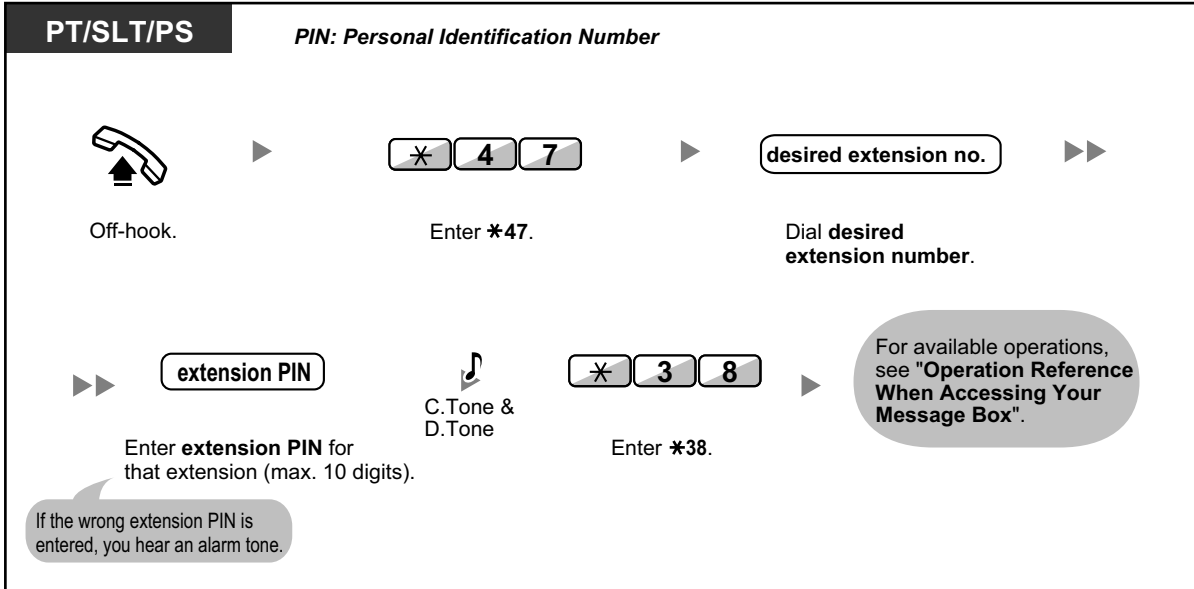 PT/SLT/PS
PIN: Personal Identification Number
* 4 7
desired extension no.
Off-hook.
Enter *47.
Dial desired
extension number.
extension PIN
C.Tone &
D.Tone
* 3 8
For available operations,
see "Operation Reference
When Accessing Your
Message Box".
Enter extension PIN for
that extension (max. 10 digits).
Enter *38.
If the wrong extension PIN is
entered, you hear an alarm tone.